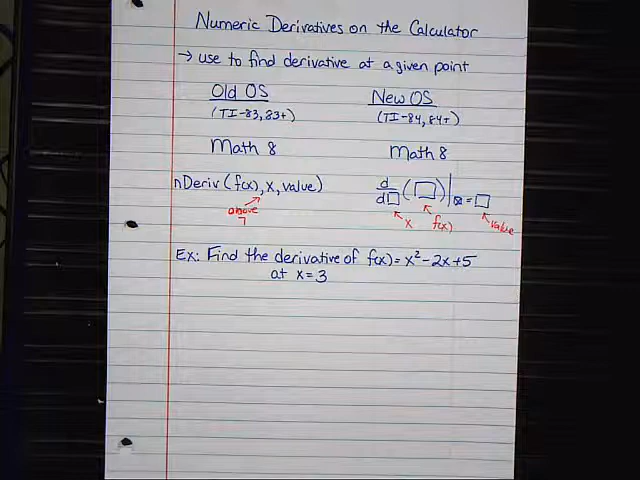 Numeric Derivatives on the Calculator
→ use to find derivative at a given point
Old OS
(TI-83, 83+)
Math 8
nDeriv(f(x), x, value)
above
7
New OS
(TI-84, 84+)
Math 8
d/d□ (□)|□=□
x f(x) value
Ex: Find the derivative of f(x) = x² - 2x + 5
at x = 3